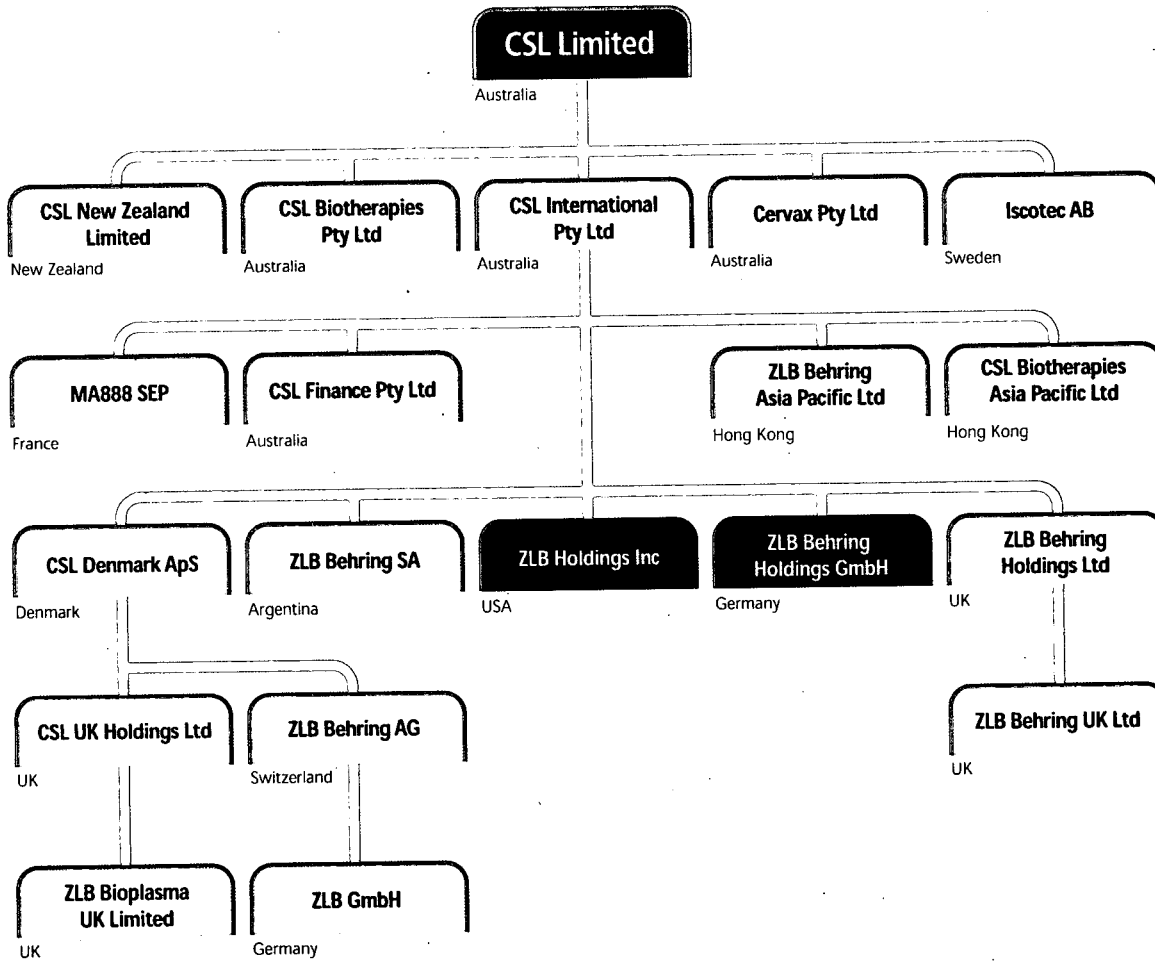 CSL Limited
Australia
CSL New Zealand
Limited
New Zealand
CSL Biotherapies
Pty Ltd
Australia
CSL International
Pty Ltd
Australia
Cervax Pty Ltd
Australia
Iscotec AB
Sweden
MA888 SEP
France
CSL Finance Pty Ltd
Australia
ZLB Behring
Asia Pacific Ltd
Hong Kong
CSL Biotherapies
Asia Pacific Ltd
Hong Kong
CSL Denmark ApS
Denmark
ZLB Behring SA
Argentina
ZLB Holdings Inc
USA
ZLB Behring
Holdings GmbH
Germany
ZLB Behring
Holdings Ltd
UK
CSL UK Holdings Ltd
UK
ZLB Behring AG
Switzerland
ZLB Behring UK Ltd
UK
ZLB Bioplasma
UK Limited
UK
ZLB GmbH
Germany